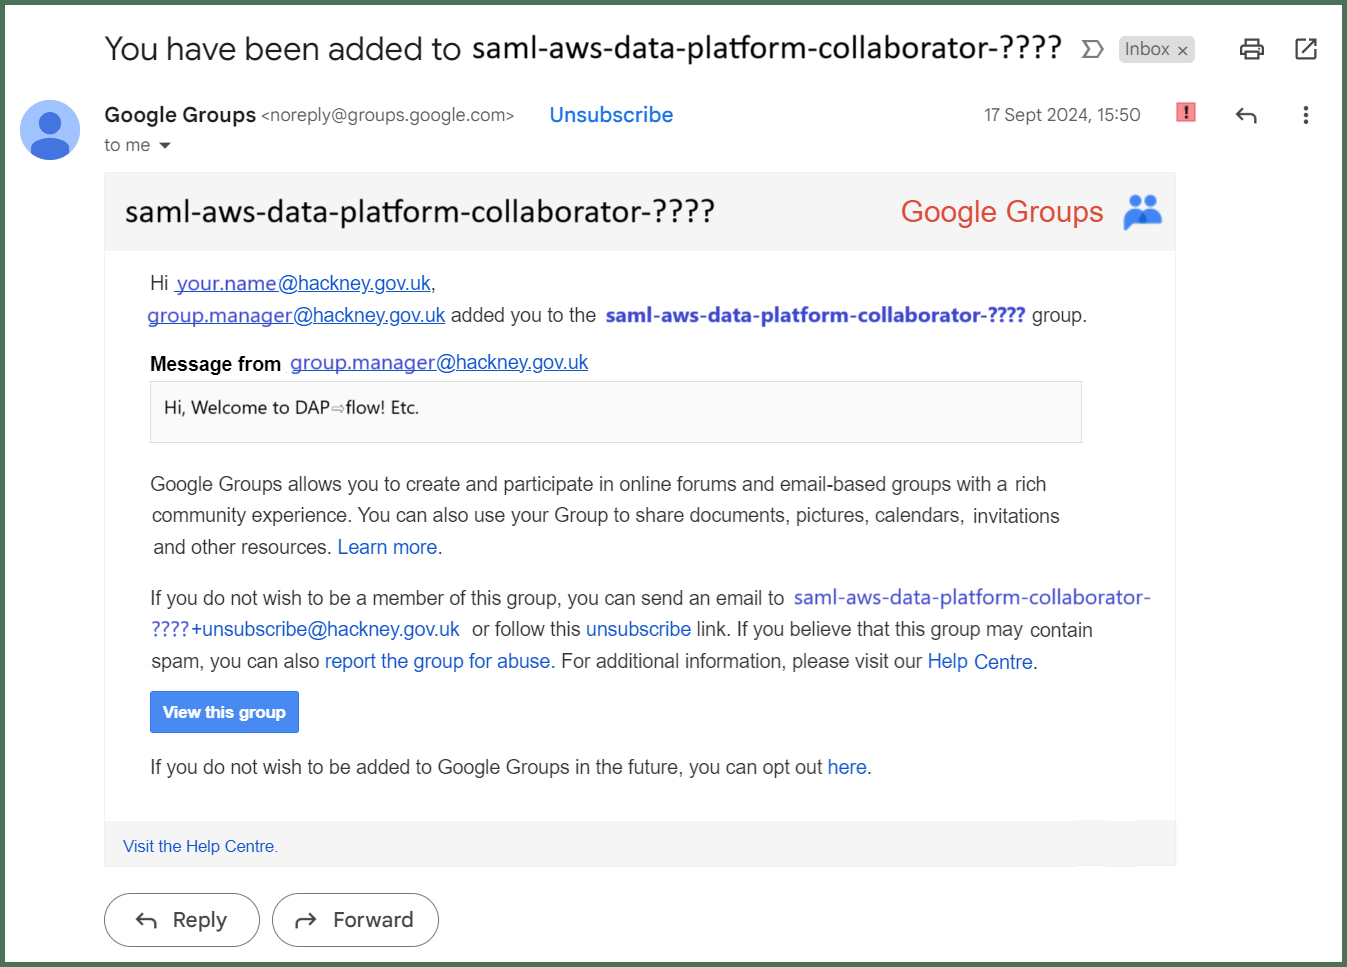 You have been added to saml-aws-data-platform-collaborator-????
Inbox ×
Google Groups <noreply@groups.google.com> Unsubscribe 17 Sept 2024, 15:50
to me
saml-aws-data-platform-collaborator-???? Google Groups
Hi your.name@hackney.gov.uk,
group.manager@hackney.gov.uk added you to the saml-aws-data-platform-collaborator-???? group.
Message from group.manager@hackney.gov.uk
Hi, Welcome to DAP⇨flow! Etc.
Google Groups allows you to create and participate in online forums and email-based groups with a rich
community experience. You can also use your Group to share documents, pictures, calendars, invitations
and other resources. Learn more.
If you do not wish to be a member of this group, you can send an email to saml-aws-data-platform-collaborator-
????+unsubscribe@hackney.gov.uk or follow this unsubscribe link. If you believe that this group may contain
spam, you can also report the group for abuse. For additional information, please visit our Help Centre.
View this group
If you do not wish to be added to Google Groups in the future, you can opt out here.
Visit the Help Centre.
Reply Forward